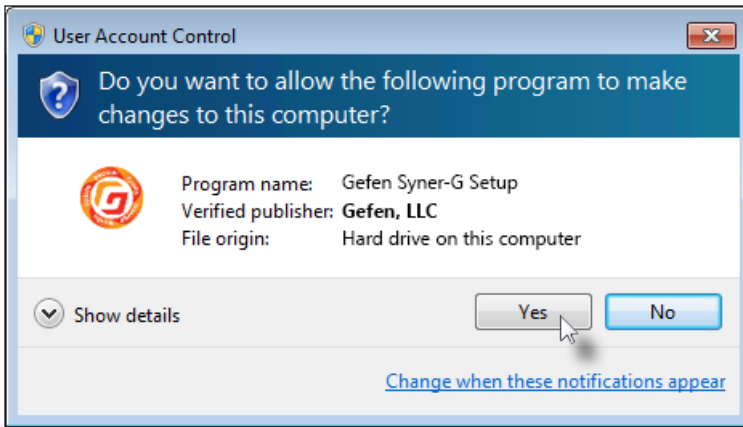 User Account Control
Do you want to allow the following program to make
changes to this computer?
Program name: Gefen Syner-G Setup
Verified publisher: Gefen, LLC
File origin: Hard drive on this computer
Show details
Yes
No
Change when these notifications appear